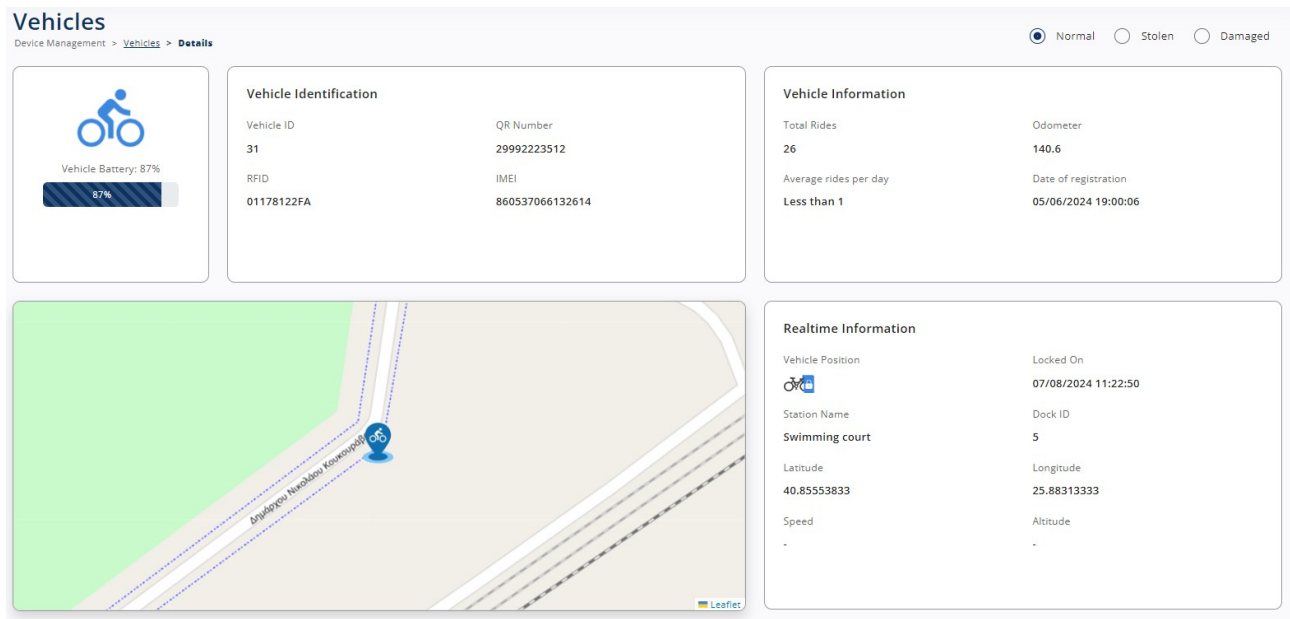 Vehicles
Device Management > Vehicles > Details
Normal Stolen Damaged
Vehicle Battery: 87%
87%
Vehicle Identification
Vehicle ID QR Number
31 29992223512
RFID IMEI
01178122FA 860537066132614
Vehicle Information
Total Rides Odometer
26 140.6
Average rides per day Date of registration
Less than 1 05/06/2024 19:00:06
Δημάρχου Νικολάου Κουκουράβ
Leaflet
Realtime Information
Vehicle Position Locked On
07/08/2024 11:22:50
Station Name Dock ID
Swimming court 5
Latitude Longitude
40.85553833 25.88313333
Speed Altitude
- -